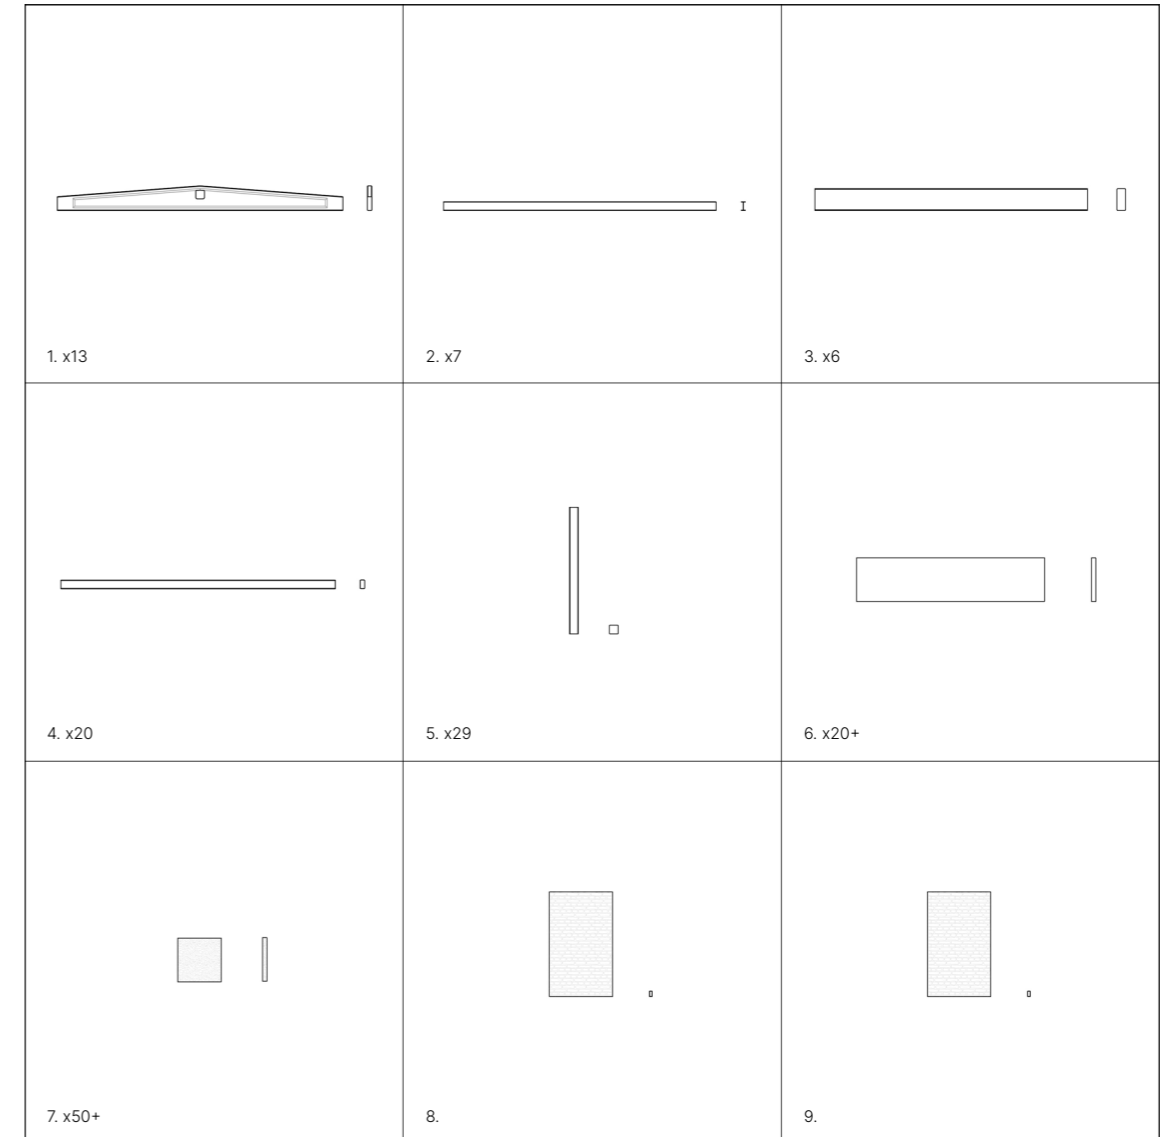 1. x13
2. x7
3. x6
4. x20
5. x29
6. x20+
7. x50+
8.
9.